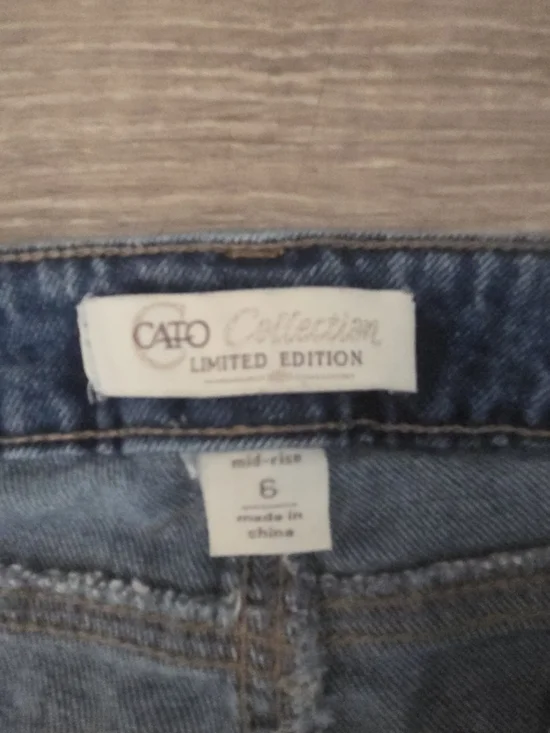 CATO Collection
LIMITED EDITION
mid-rise
6
made in
china